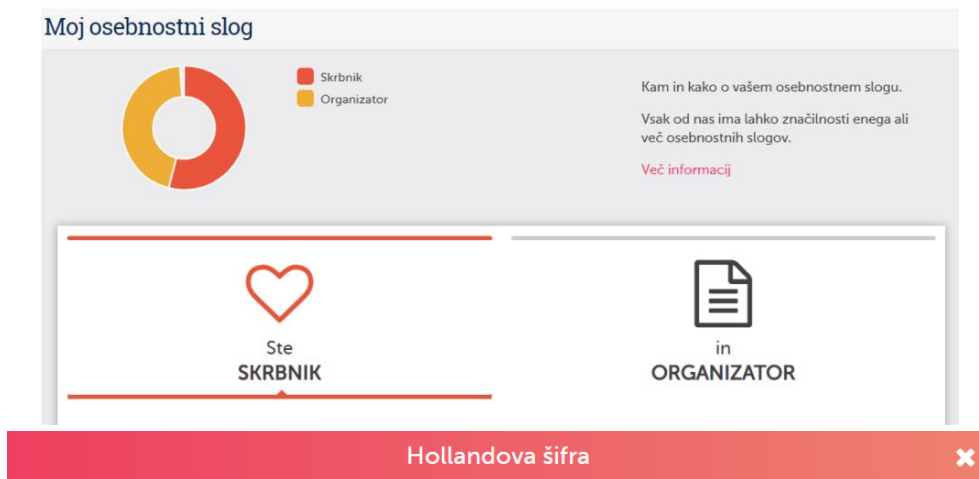 Moj osebnostni slog
Skrbnik
Organizator
Kam in kako o vašem osebnostnem slogu.
Vsak od nas ima lahko značilnosti enega ali
več osebnostnih slogov.
Več informacij
Ste
SKRBNIK
in
ORGANIZATOR
Hollandova šifra